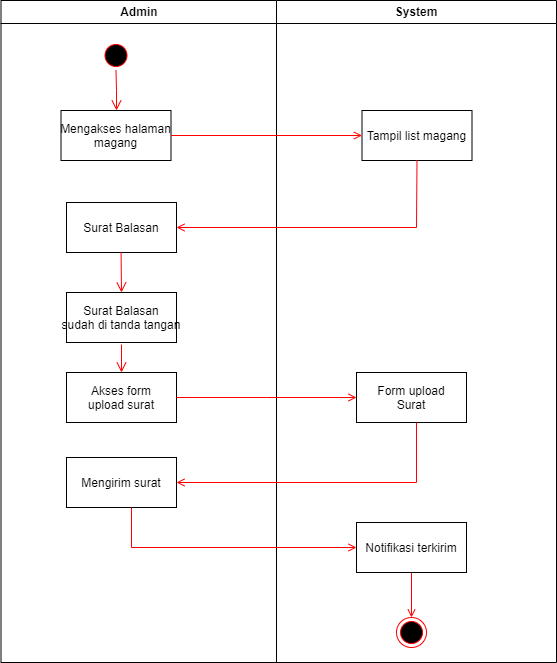 Admin
System
Mengakses halaman
magang
Tampil list magang
Surat Balasan
Surat Balasan
sudah di tanda tangan
Akses form
upload surat
Form upload
Surat
Mengirim surat
Notifikasi terkirim